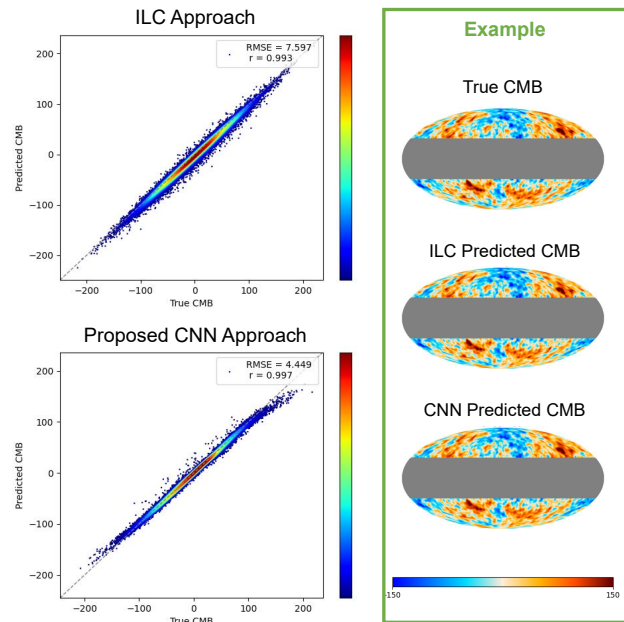 ILC Approach
RMSE = 7.597
r = 0.993
200
100
0
−100
−200
Predicted CMB
−200
−100
0
100
200
True CMB
Proposed CNN Approach
RMSE = 4.449
r = 0.997
200
100
0
−100
−200
Predicted CMB
−200
−100
0
100
200
True CMB
Example
True CMB
ILC Predicted CMB
CNN Predicted CMB
-150
150